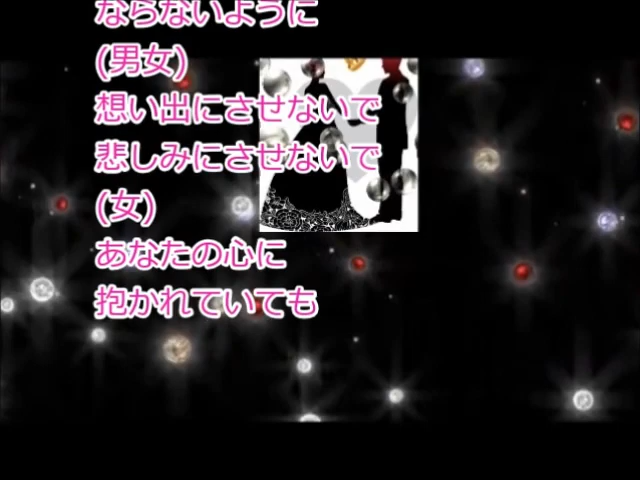 ならないように
(男女)
想い出にさせないで
悲しみにさせないで
(女)
あなたの心に
抱かれていても